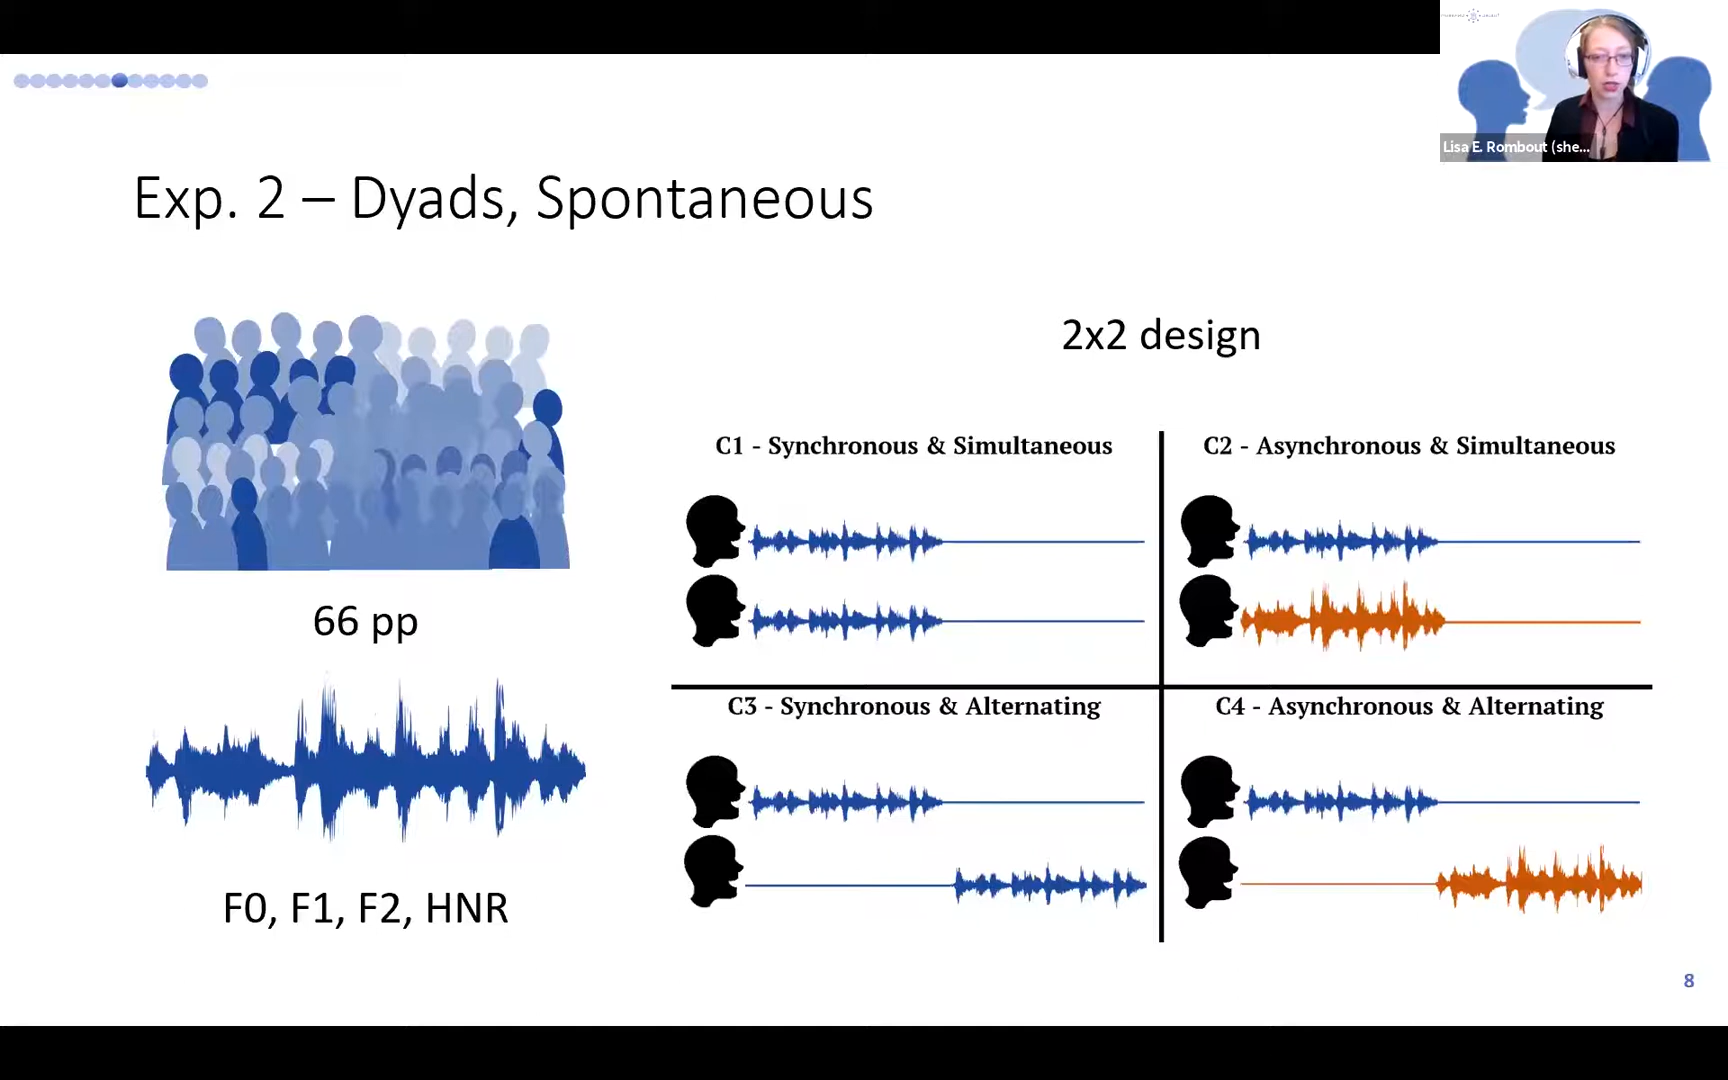 Lisa E. Rombout (she...
Exp. 2 – Dyads, Spontaneous
2x2 design
C1 - Synchronous & Simultaneous
C2 - Asynchronous & Simultaneous
66 pp
C3 - Synchronous & Alternating
C4 - Asynchronous & Alternating
F0, F1, F2, HNR
8